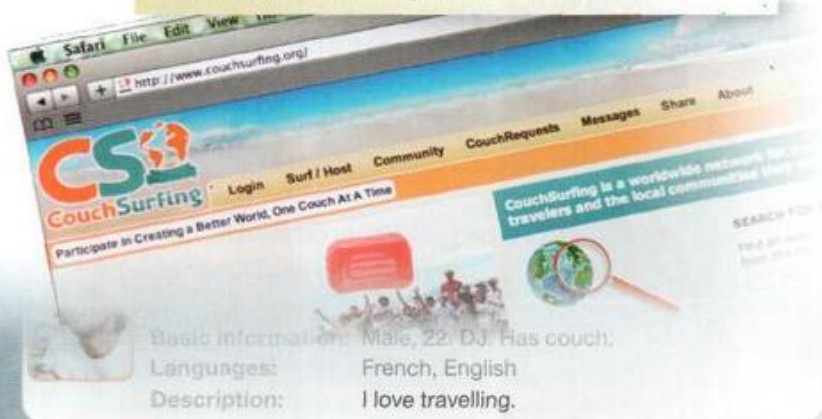 Safari File Edit View
http://www.couchsurfing.org/
CS
CouchSurfing
Login Surf / Host Community CouchRequests Messages Share About
Participate in Creating a Better World, One Couch At A Time
CouchSurfing is a worldwide network for
travelers and the local communities they
SEARCH FOR
Basic information: Male, 22. DJ. Has couch.
Languages: French, English
Description: I love travelling.